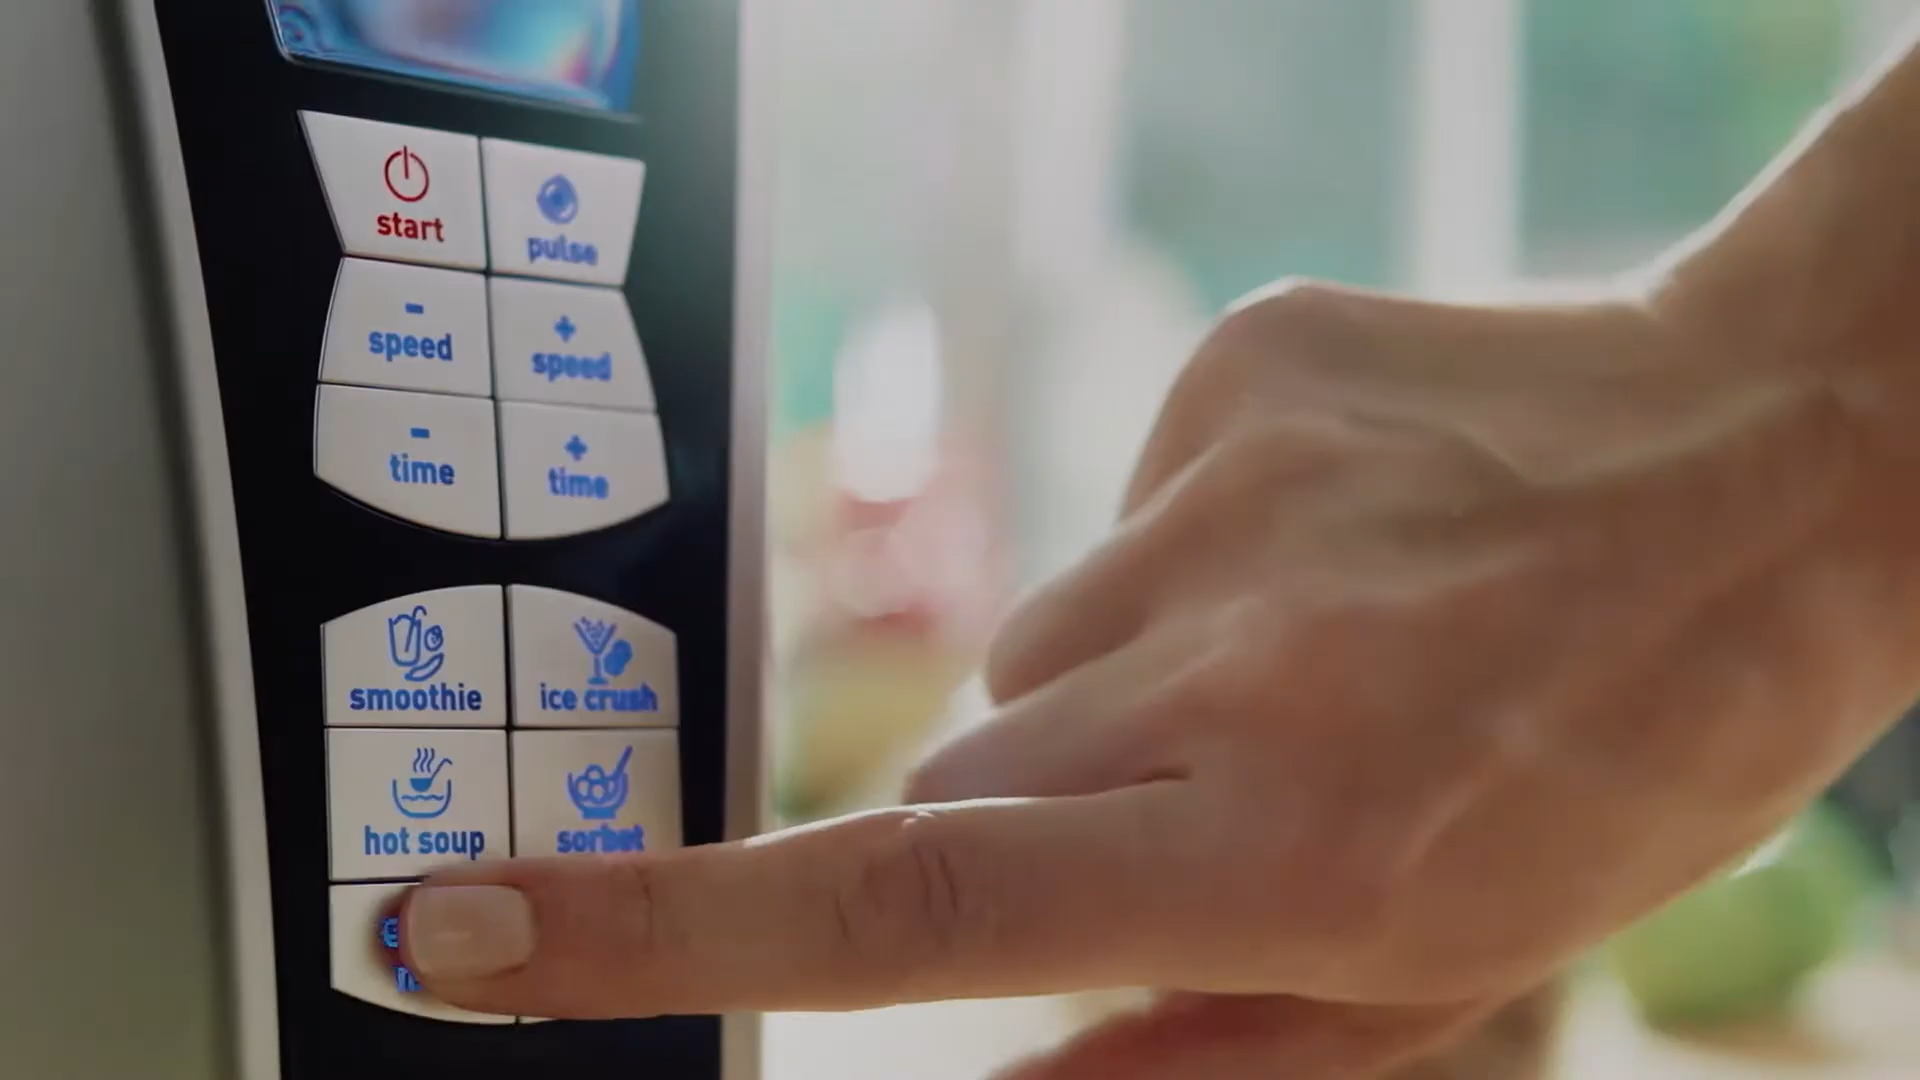 start
pulse
-
speed
+
speed
-
time
+
time
smoothie
ice crush
hot soup
sorbet